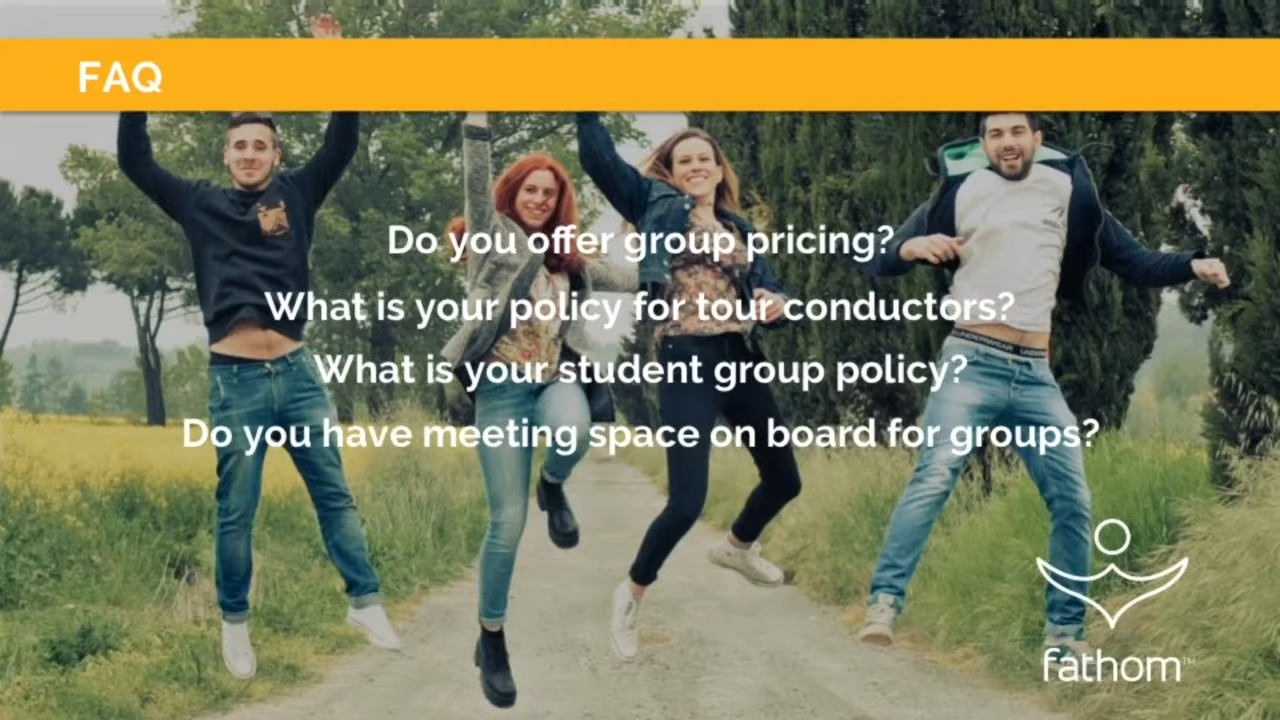 FAQ
Do you offer group pricing?
What is your policy for tour conductors?
What is your student group policy?
Do you have meeting space on board for groups?
fathom™